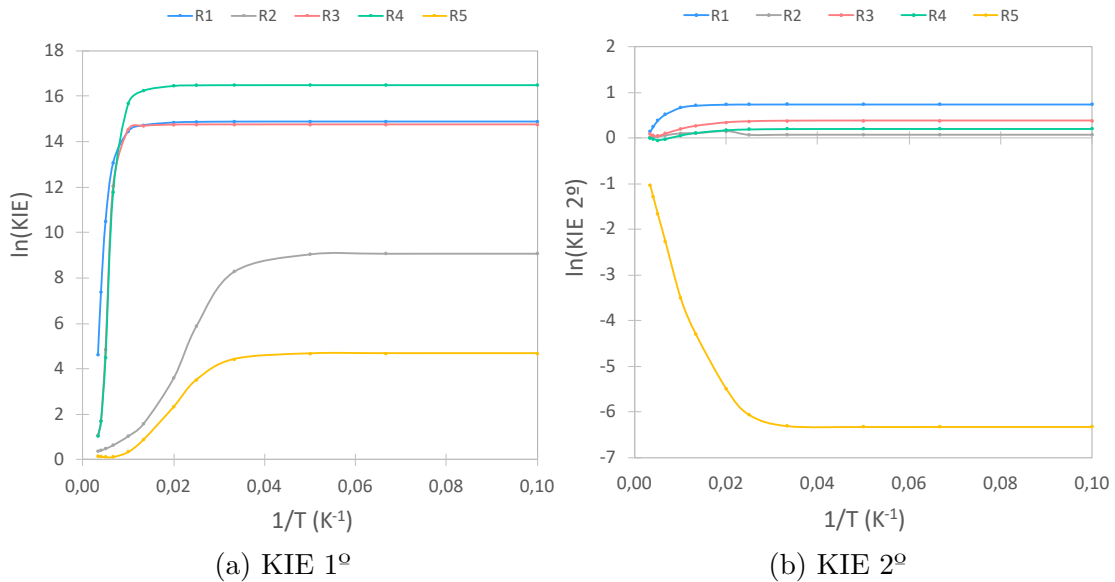 R1 R2 R3 R4 R5
18
16
14
12
10
8
6
4
2
0
ln(KIE)
0,00 0,02 0,04 0,06 0,08 0,10
1/T (K⁻¹)
(a) KIE 1º
R1 R2 R3 R4 R5
2
1
0
-1
-2
-3
-4
-5
-6
-7
ln(KIE 2º)
0,00 0,02 0,04 0,06 0,08 0,10
1/T (K⁻¹)
(b) KIE 2º